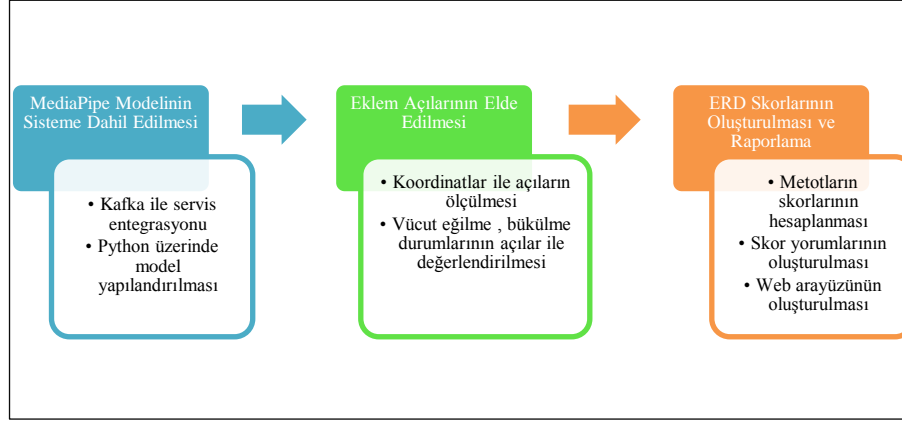 MediaPipe Modelinin
Sisteme Dahil Edilmesi
• Kafka ile servis
entegrasyonu
• Python üzerinde
model
yapılandırılması
Eklem Açılarının Elde
Edilmesi
• Koordinatlar ile açıların
ölçülmesi
• Vücut eğilme , bükülme
durumlarının açılar ile
değerlendirilmesi
ERD Skorlarının
Oluşturulması ve
Raporlama
• Metotların
skorlarının
hesaplanması
• Skor yorumlarının
oluşturulması
• Web arayüzünün
oluşturulması